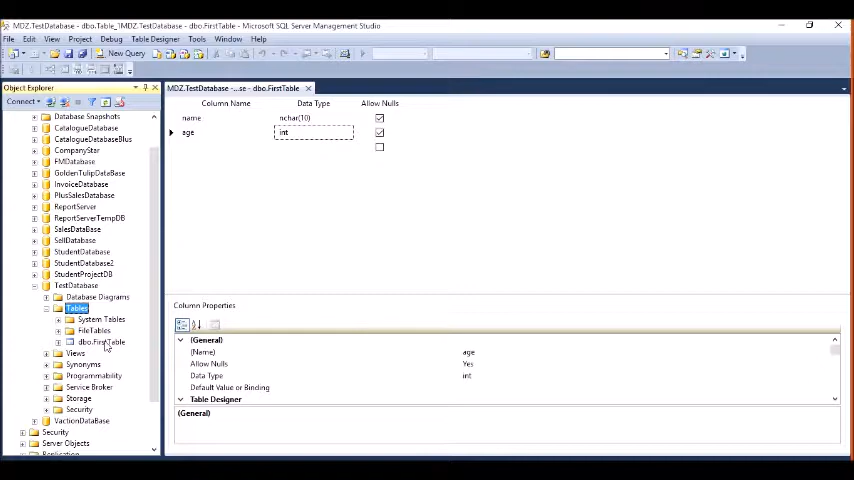 MDZ.TestDatabase - dbo.Table_1MDZ.TestDatabase - dbo.FirstTable - Microsoft SQL Server Management Studio
File Edit View Project Debug Table Designer Tools Window Help
New Query
Object Explorer
MDZ.TestDatabase -...se - dbo.FirstTable
Connect
Column Name Data Type Allow Nulls
name nchar(10)
age int
Database Snapshots
CatalogueDatabase
CatalogueDatabaseBlus
CompanyStar
FMDatabase
GoldenTulipDataBase
InvoiceDatabase
PlusSalesDatabase
ReportServer
ReportServerTempDB
SalesDataBase
SellDatabase
StudentDatabase
StudentDatabase2
StudentProjectDB
TestDatabase
Database Diagrams
Tables
System Tables
FileTables
dbo.FirstTable
Views
Synonyms
Programmability
Service Broker
Storage
Security
VactionDataBase
Security
Server Objects
Replication
Column Properties
(General)
(Name) age
Allow Nulls Yes
Data Type int
Default Value or Binding
Table Designer
(General)